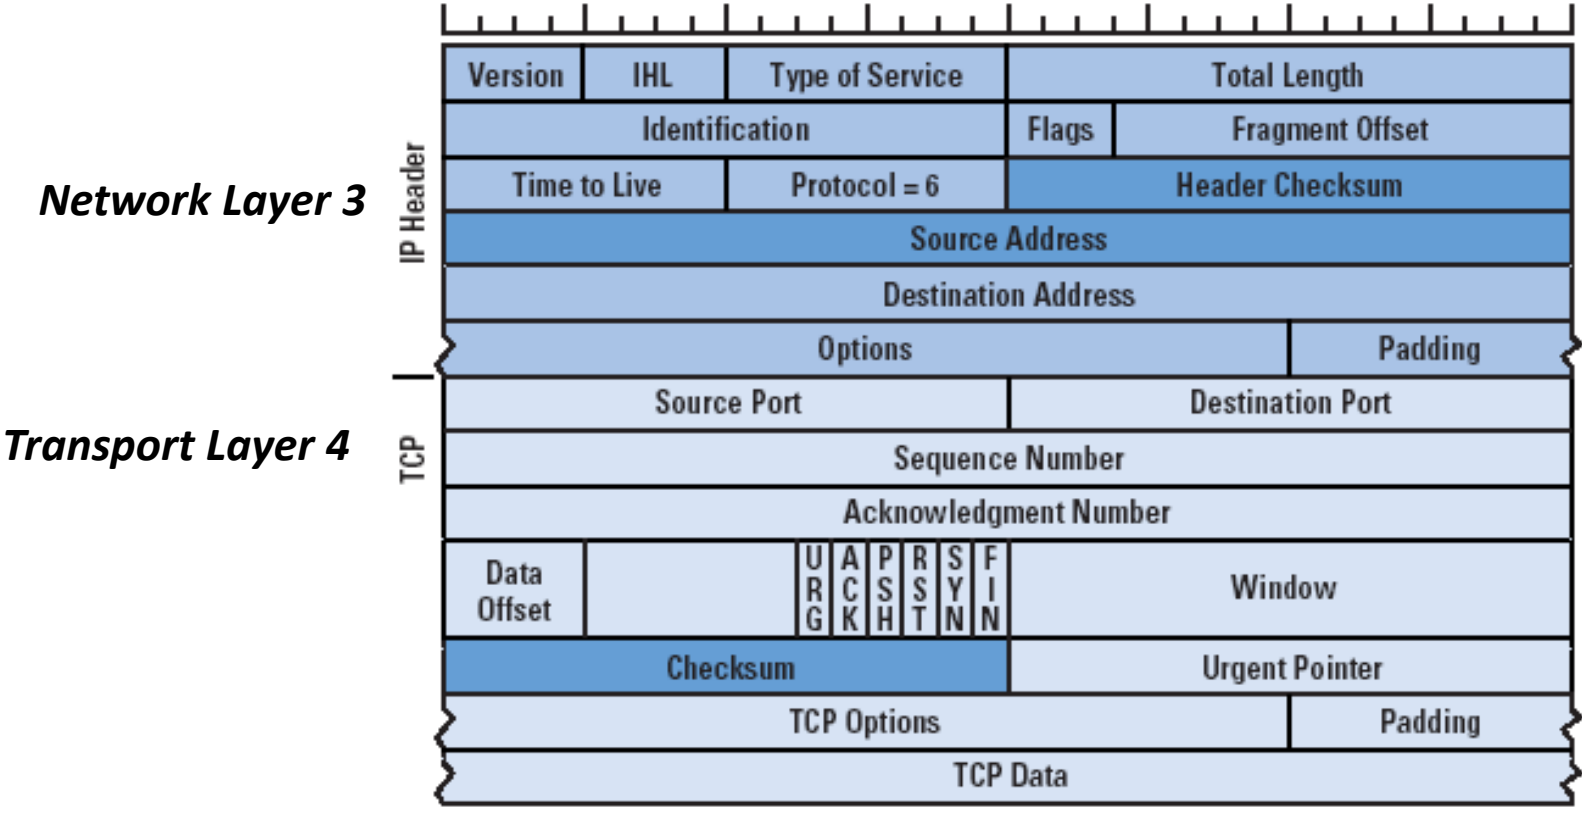 Version IHL Type of Service Total Length
Identification Flags Fragment Offset
Time to Live Protocol = 6 Header Checksum
Network Layer 3
IP Header
Source Address
Destination Address
Options Padding
Source Port Destination Port
Transport Layer 4
TCP
Sequence Number
Acknowledgment Number
Data
Offset
URG ACK PSH RST SYN FIN
Window
Checksum Urgent Pointer
TCP Options Padding
TCP Data